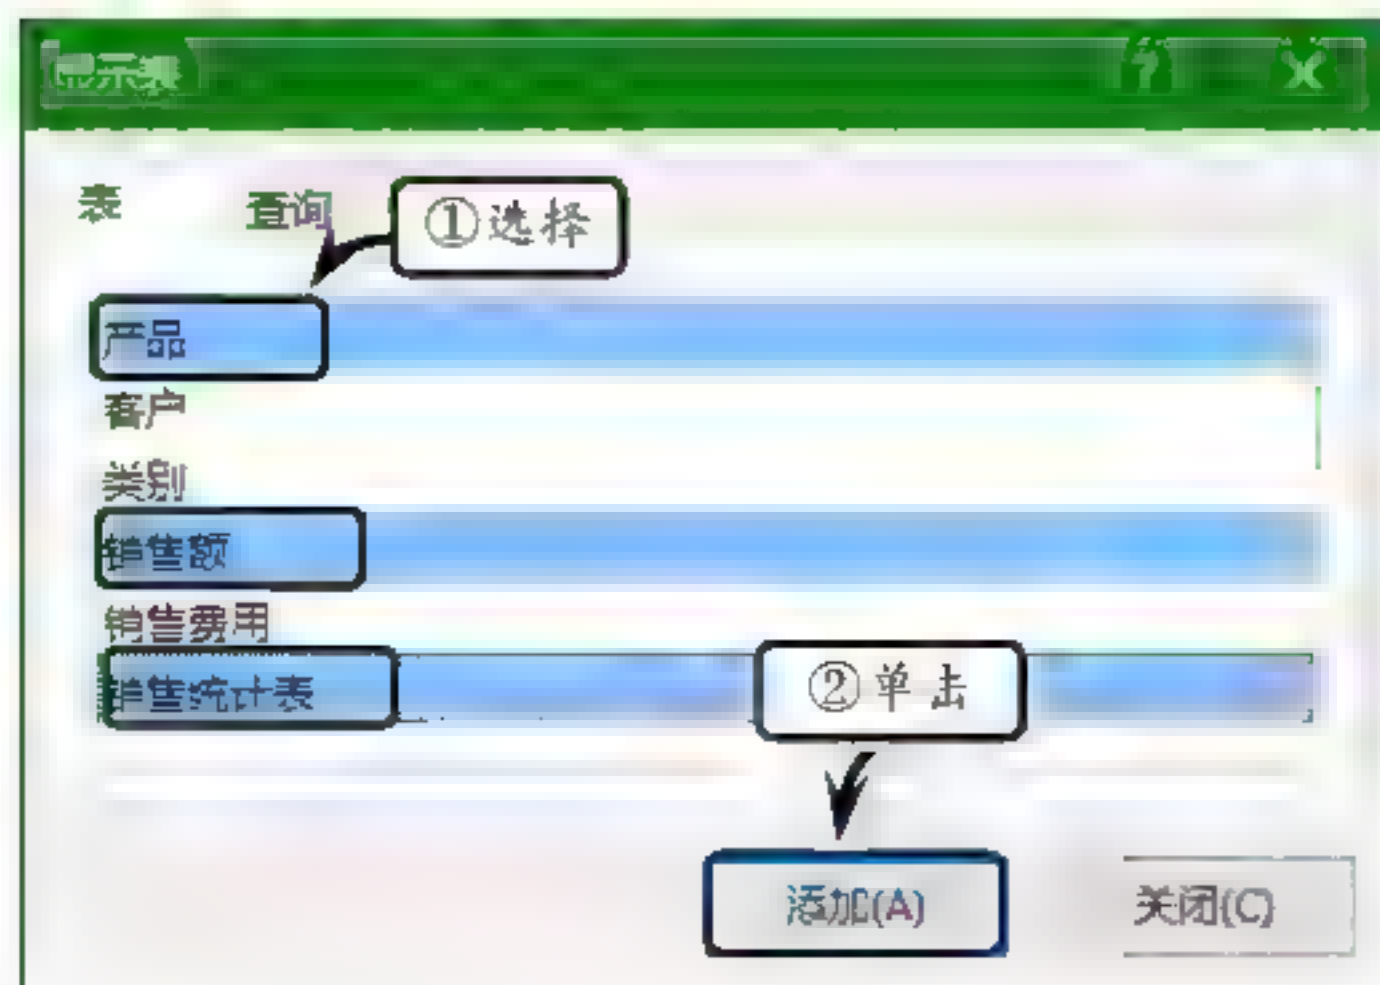 显示表
表 查询 ①选择
产品
客户
类别
销售额
销售费用
销售统计表
②单击
添加(A) 关闭(C)